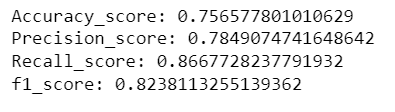 Accuracy_score: 0.756577801010629
Precision_score: 0.7849074741648642
Recall_score: 0.8667728237791932
f1_score: 0.8238113255139362